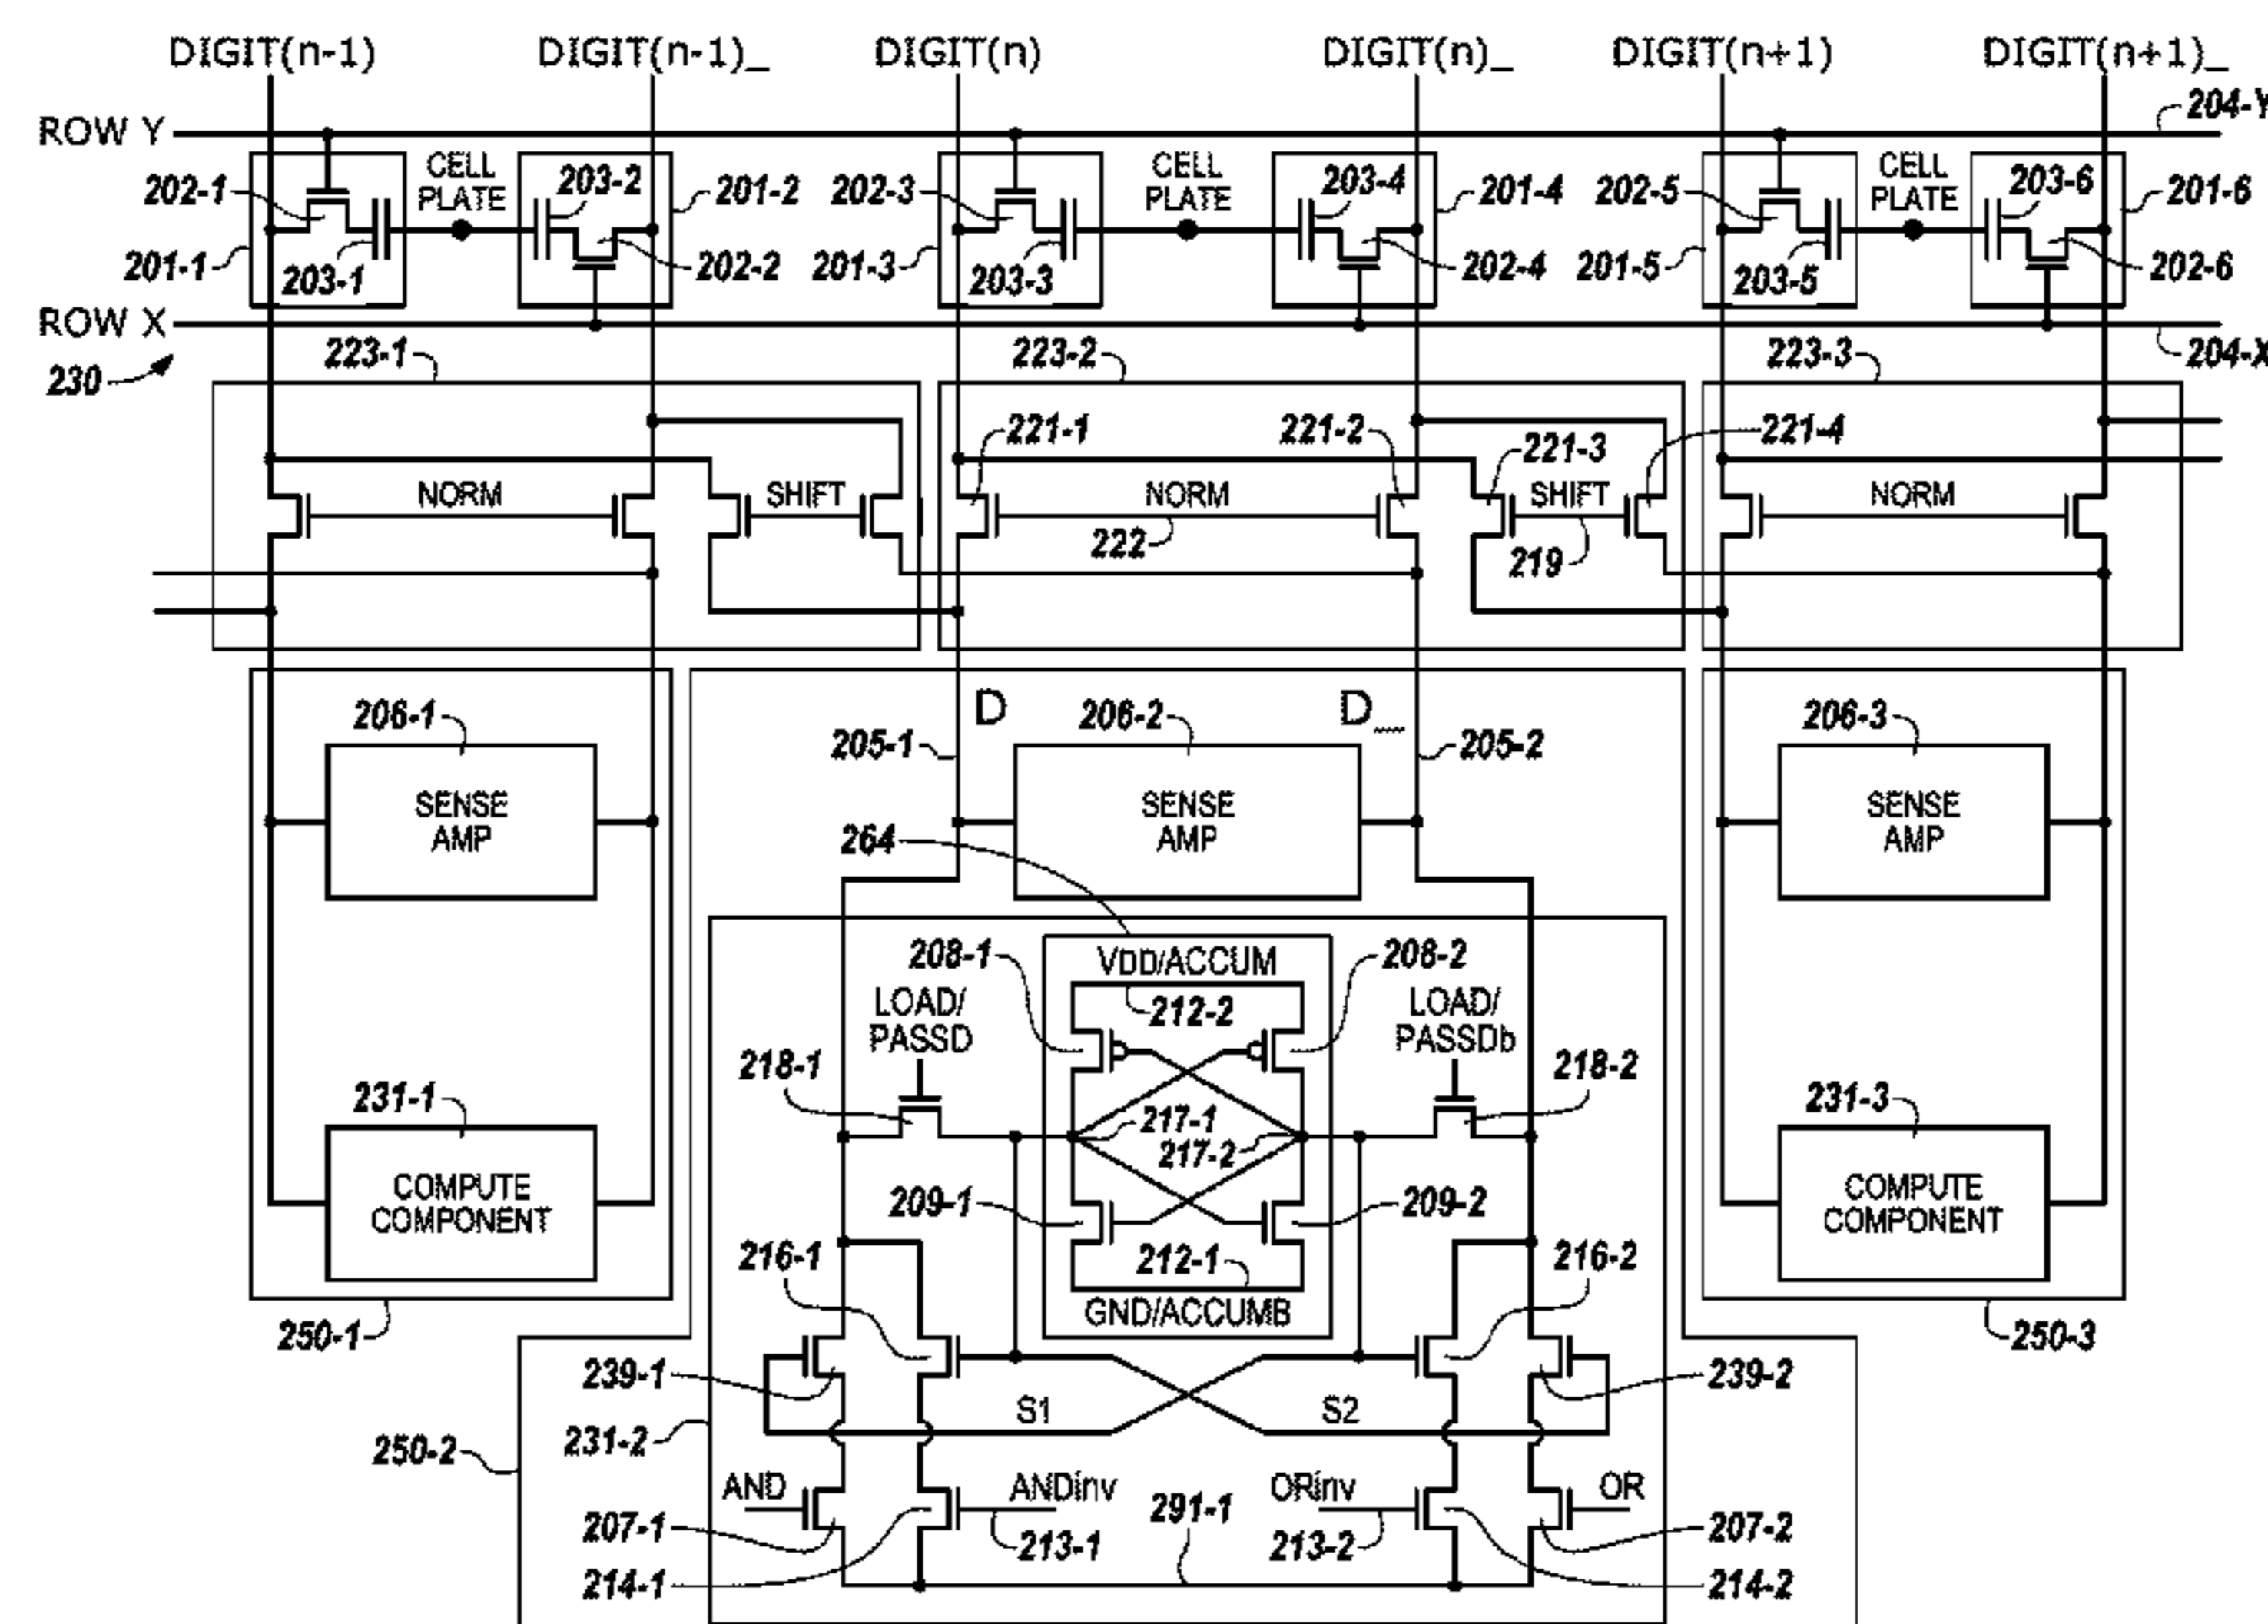 DIGIT(n-1) DIGIT(n-1)_ DIGIT(n) DIGIT(n)_ DIGIT(n+1) DIGIT(n+1)_
ROW Y 204-Y
202-1 CELL PLATE 203-2 201-2 202-3 CELL PLATE 203-4 201-4 202-5 CELL PLATE 203-6 201-6
201-1 203-1 202-2 201-3 203-3 202-4 201-5 203-5 202-6
ROW X 204-X
230 223-1 223-2 223-3
221-1 221-2 221-3 221-4
NORM SHIFT NORM SHIFT NORM
222 219
206-1 D 206-2 D_ 206-3
205-1 205-2
SENSE AMP SENSE AMP SENSE AMP
264
208-1 VDD/ACCUM 208-2
LOAD/ PASSD 212-2 LOAD/ PASSDb
218-1 218-2
231-1 217-1 231-3
217-2
COMPUTE COMPONENT 209-1 209-2 COMPUTE COMPONENT
216-1 212-1 216-2
GND/ACCUMB
250-1 250-3
239-1 239-2
S1 S2
250-2 231-2
AND ANDinv ORinv OR
291-1
207-1 213-1 213-2 207-2
214-1 214-2